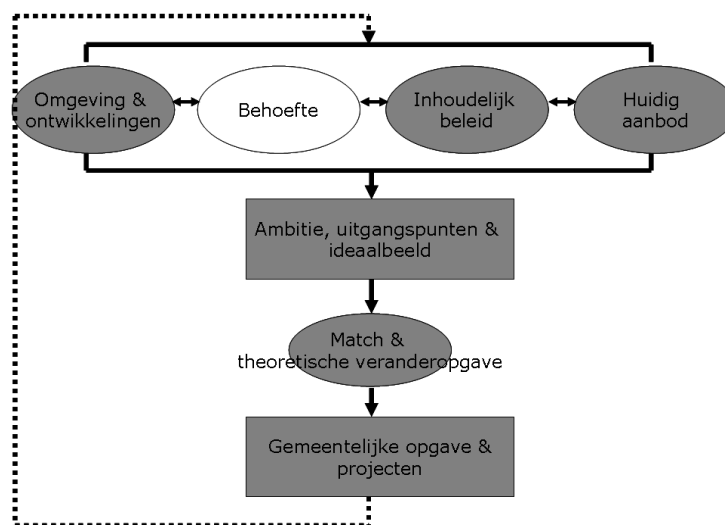 Omgeving &
ontwikkelingen
Behoefte
Inhoudelijk
beleid
Huidig
aanbod
Ambitie, uitgangspunten &
ideaalbeeld
Match &
theoretische veranderopgave
Gemeentelijke opgave &
projecten